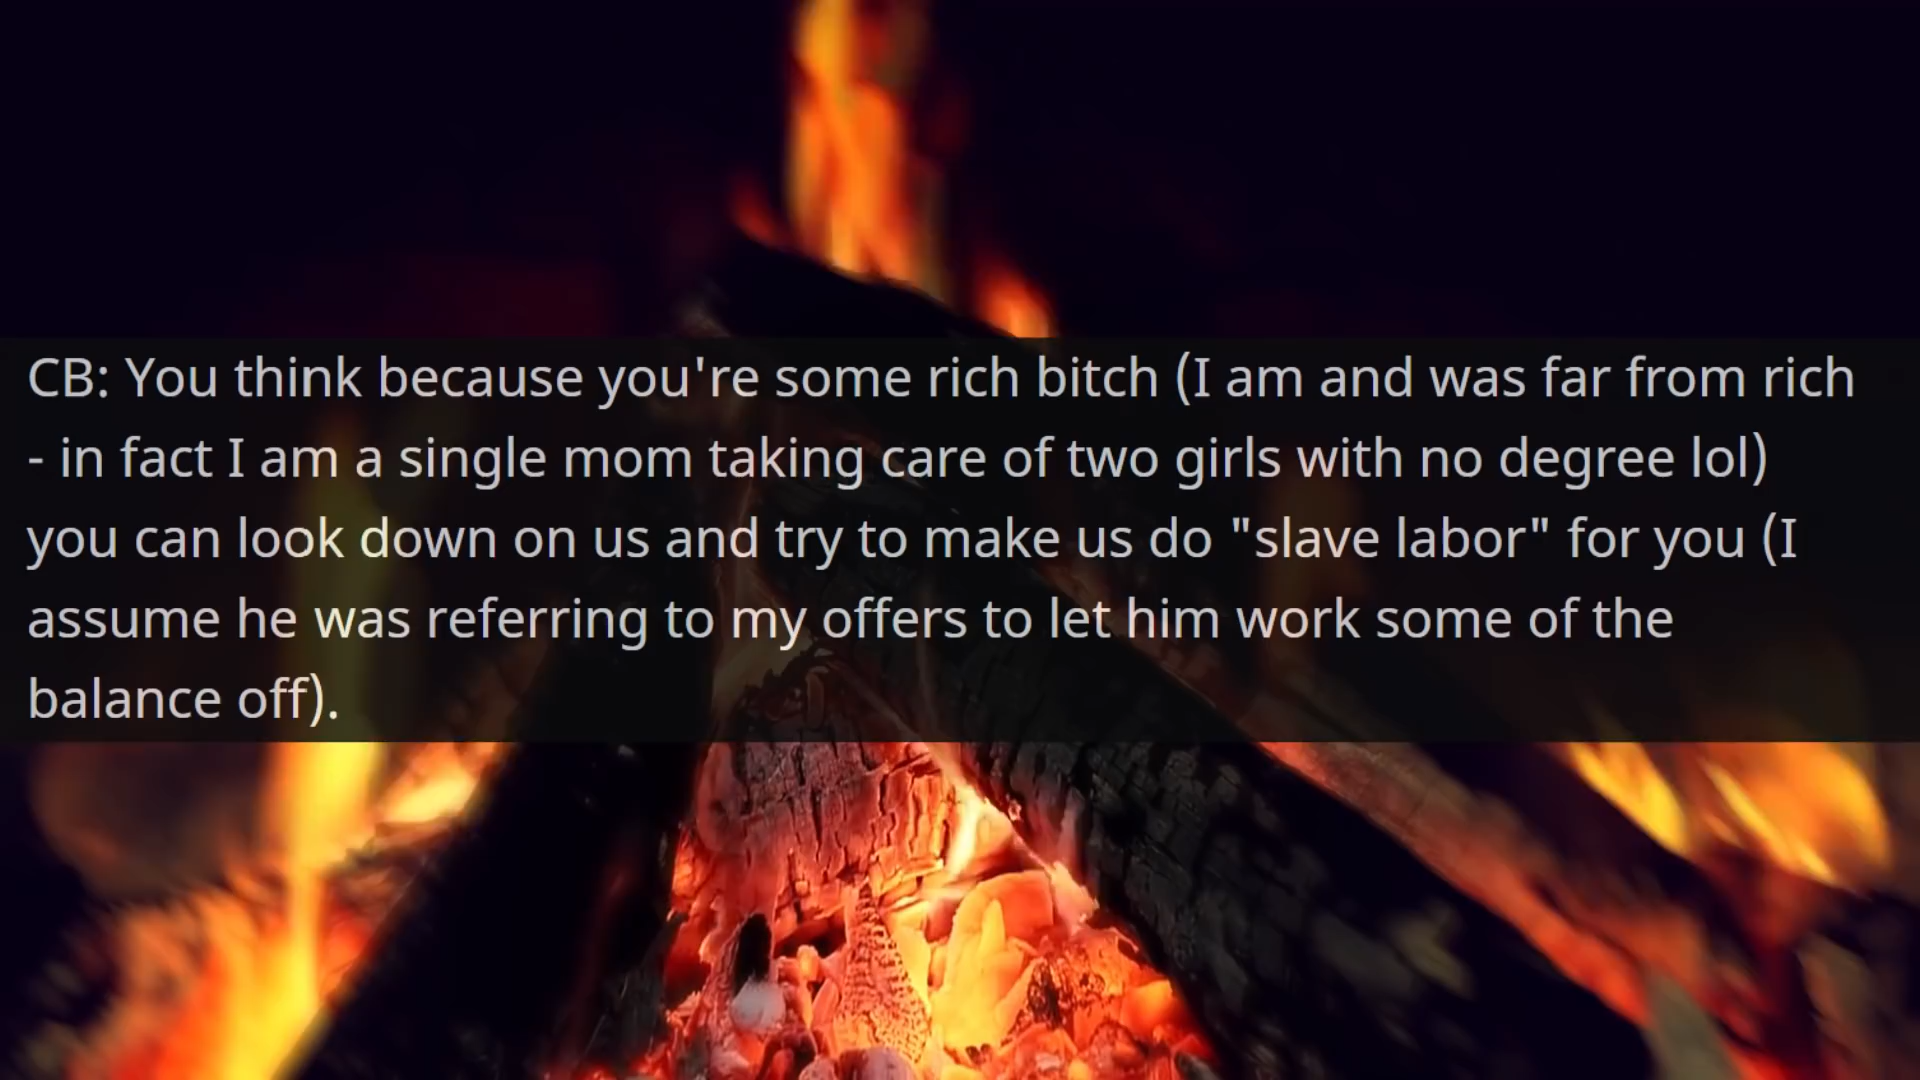 CB: You think because you're some rich bitch (I am and was far from rich
- in fact I am a single mom taking care of two girls with no degree lol)
you can look down on us and try to make us do "slave labor" for you (I
assume he was referring to my offers to let him work some of the
balance off).